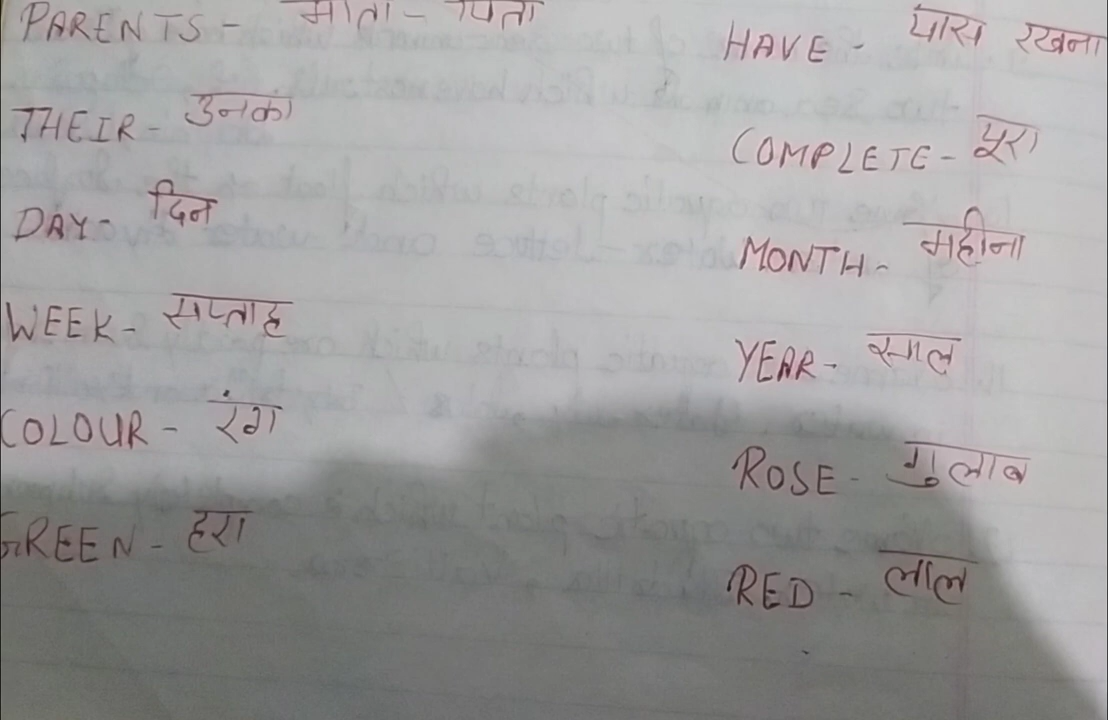 PARENTS - माता - पिता
THEIR - उनका
DAY - दिन
WEEK - सप्ताह
COLOUR - रंग
GREEN - हरा
HAVE - पास रखना
COMPLETE - पूरा
MONTH - महीना
YEAR - साल
ROSE - गुलाब
RED - लाल